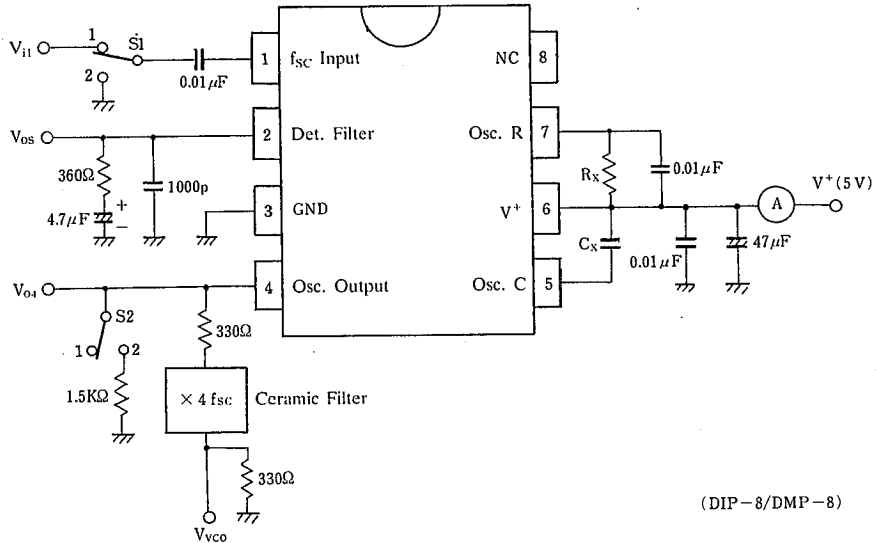 Vi1
1
S1
2
0.01μF
1
fSC Input
NC
8
VOS
2
Det. Filter
Osc. R
7
360Ω
1000p
4.7μF
+
−
RX
0.01μF
V+(5V)
3
GND
V+
6
A
CX
0.01μF
47μF
VO4
4
Osc. Output
Osc. C
5
S2
1
2
330Ω
1.5KΩ
×4 fsc
Ceramic Filter
330Ω
VVCO
(DIP−8/DMP−8)